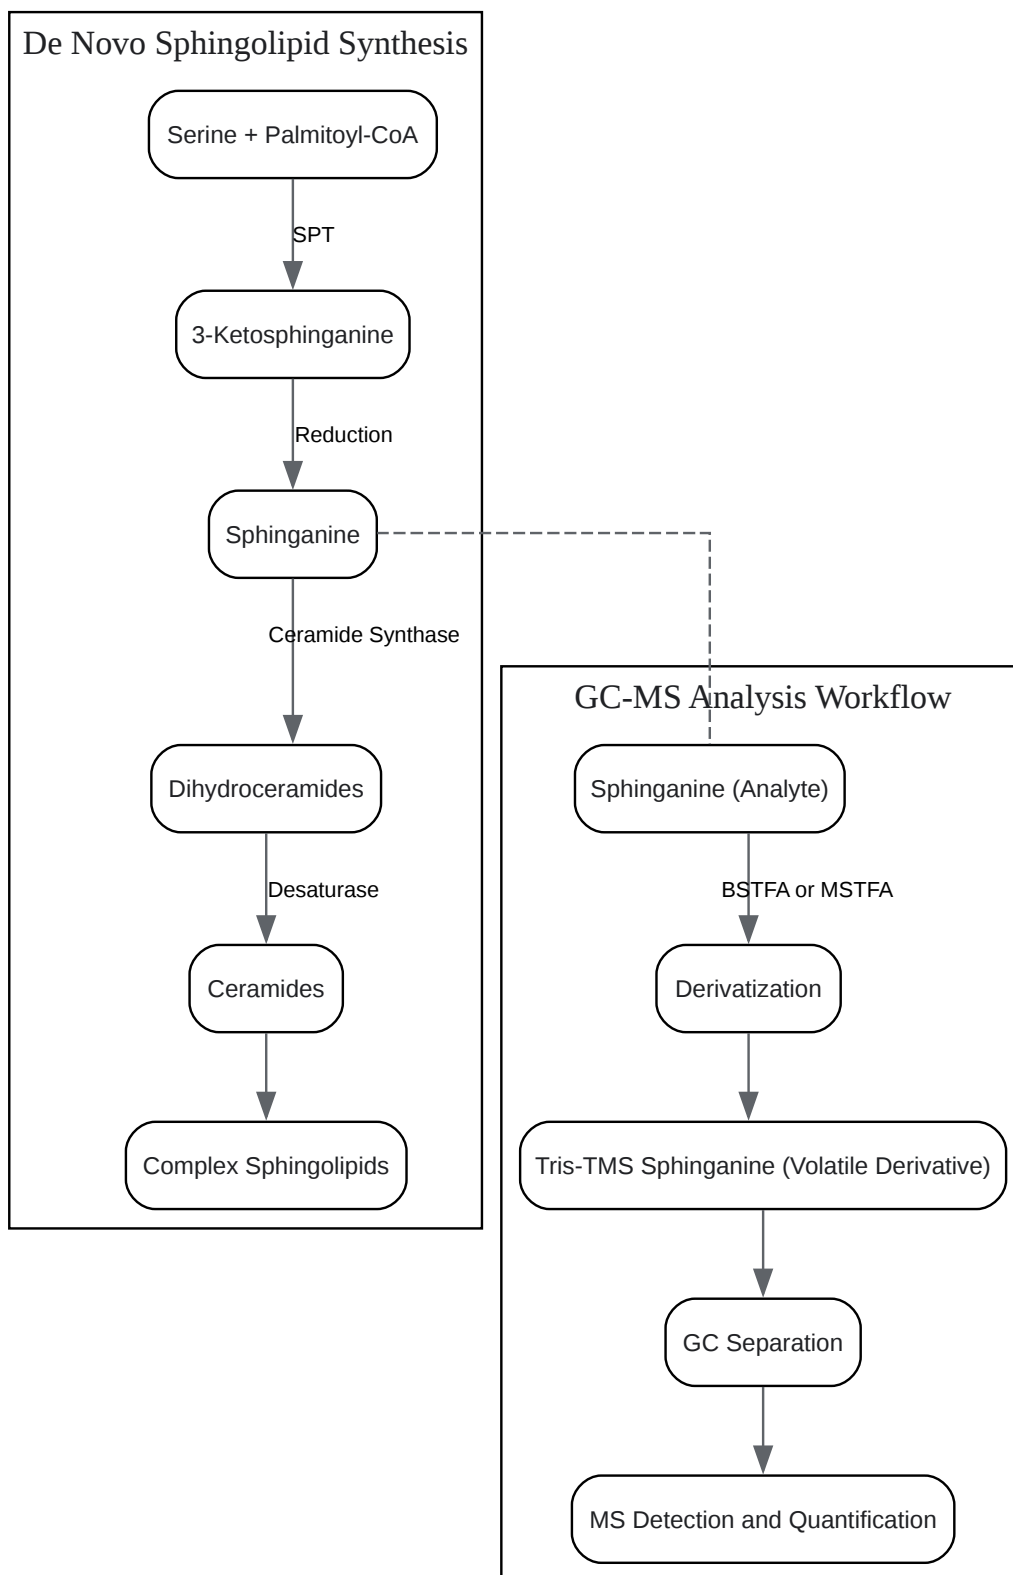 De Novo Sphingolipid Synthesis
Serine + Palmitoyl-CoA
SPT
3-Ketosphinganine
Reduction
Sphinganine
Ceramide Synthase
Dihydroceramides
Desaturase
Ceramides
Complex Sphingolipids
GC-MS Analysis Workflow
Sphinganine (Analyte)
BSTFA or MSTFA
Derivatization
Tris-TMS Sphinganine (Volatile Derivative)
GC Separation
MS Detection and Quantification